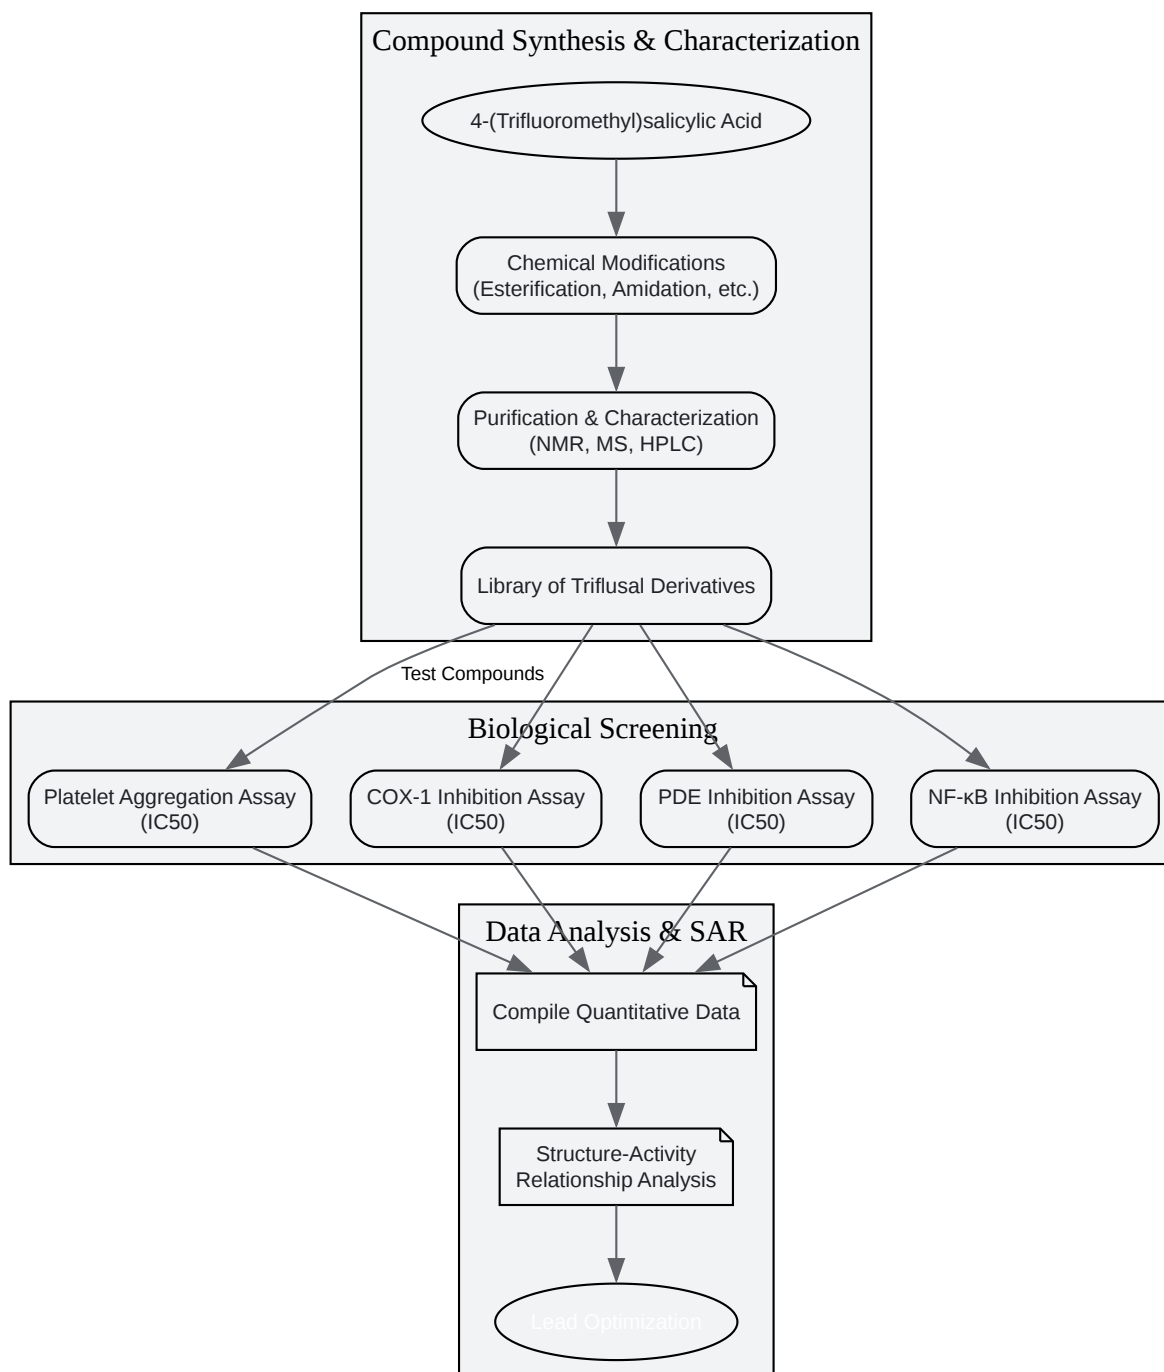 Compound Synthesis & Characterization
4-(Trifluoromethyl)salicylic Acid
Chemical Modifications
(Esterification, Amidation, etc.)
Purification & Characterization
(NMR, MS, HPLC)
Library of Triflusal Derivatives
Test Compounds
Biological Screening
Platelet Aggregation Assay
(IC50)
COX-1 Inhibition Assay
(IC50)
PDE Inhibition Assay
(IC50)
NF-κB Inhibition Assay
(IC50)
Data Analysis & SAR
Compile Quantitative Data
Structure-Activity
Relationship Analysis
Lead Optimization